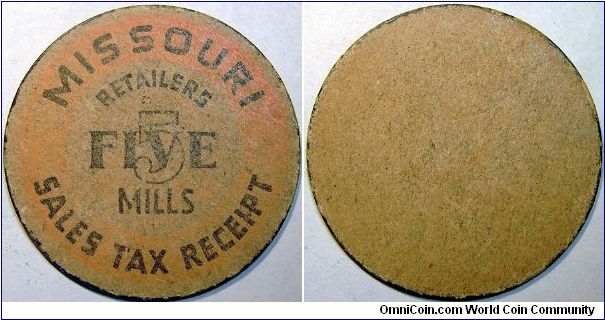 MISSOURI
RETAILERS
5
FIVE
MILLS
SALES TAX RECEIPT
OmniCoin.com World Coin Community